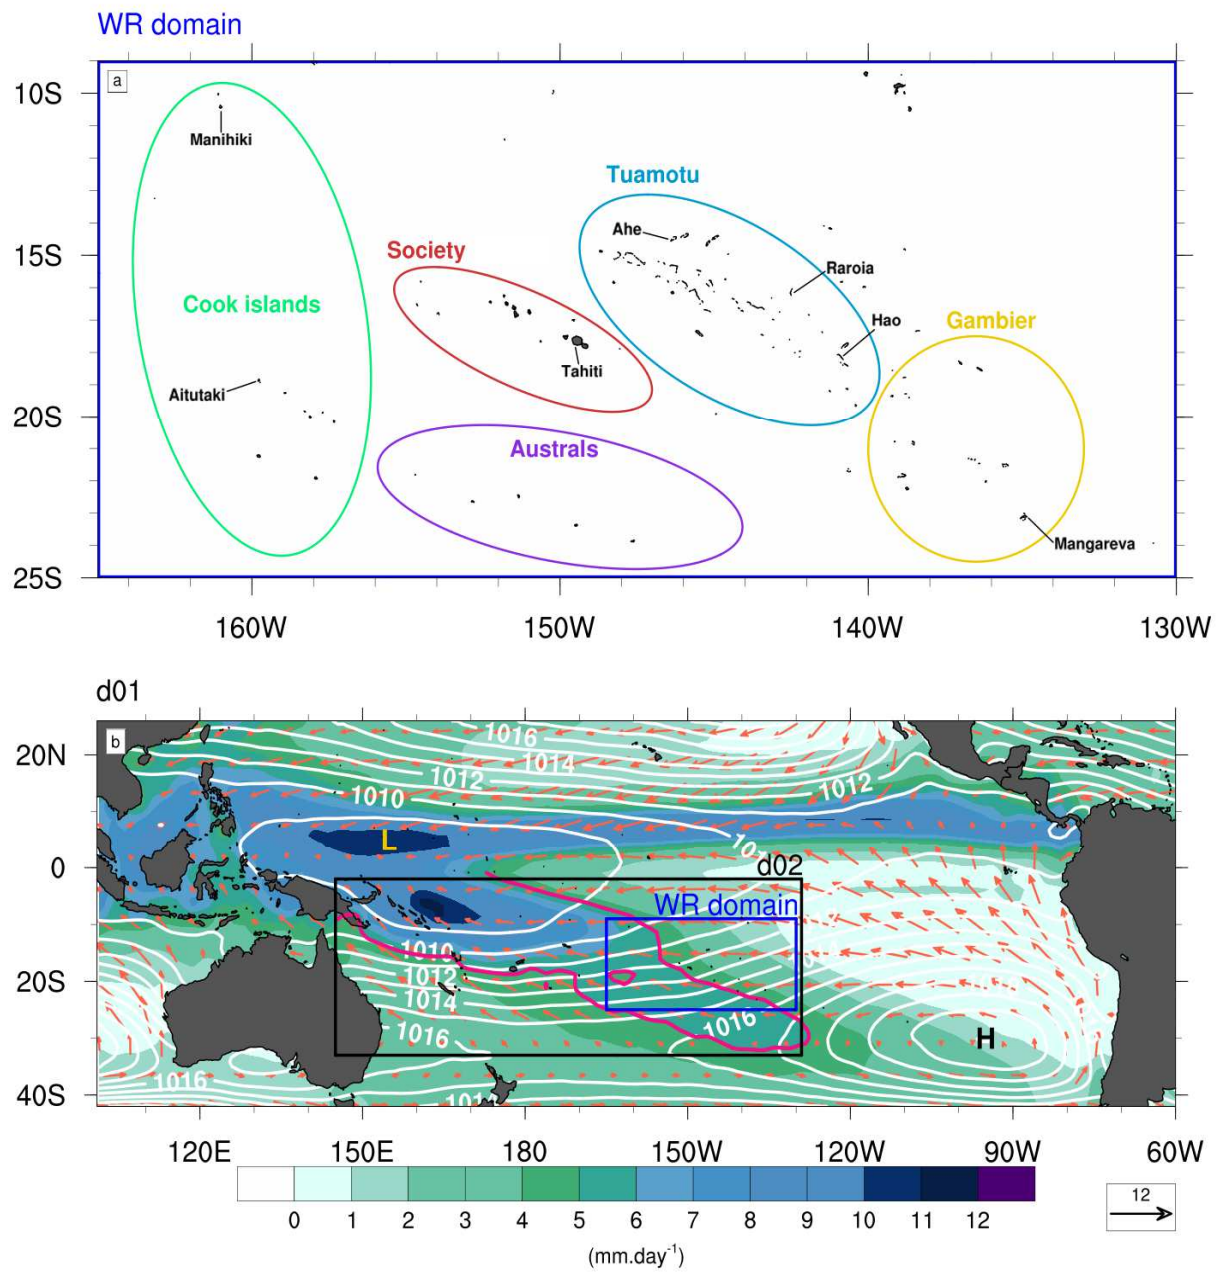 WR domain
a
10S
15S
20S
25S
Manihiki
Tuamotu
Ahe
Society
Raroia
Cook islands
Hao
Gambier
Tahiti
Aitutaki
Australs
Mangareva
160W
150W
140W
130W
d01
b
20N
0
20S
40S
1016
1014
1012
1010
1012
L
d02
WR domain
1010
1012
1014
1016
1016
H
1016
120E
150E
180
150W
120W
90W
60W
0
1
2
3
4
5
6
7
8
9
10
11
12
12
(mm.day-1)